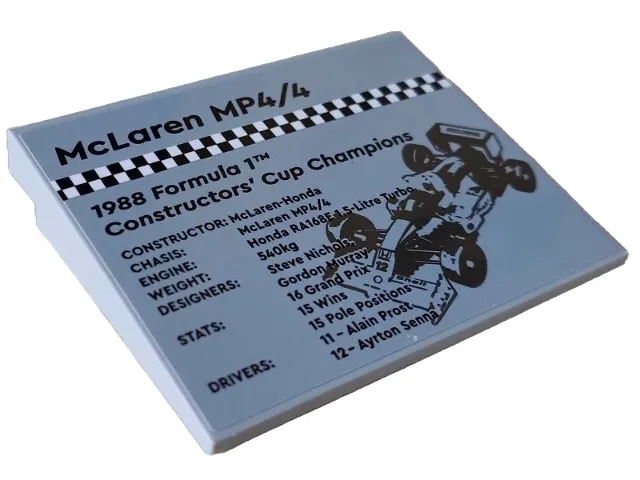 McLaren MP4/4
1988 Formula 1™
Constructors' Cup Champions
CONSTRUCTOR: McLaren-Honda
CHASIS: McLaren MP4/4
ENGINE: Honda RA168E 1.5-Litre Turbo
WEIGHT: 540kg
DESIGNERS: Steve Nichols,
Gordon Murray
STATS: 16 Grand Prix
15 Wins
15 Pole Positions
DRIVERS: 11 - Alain Prost
12 - Ayrton Senna
12